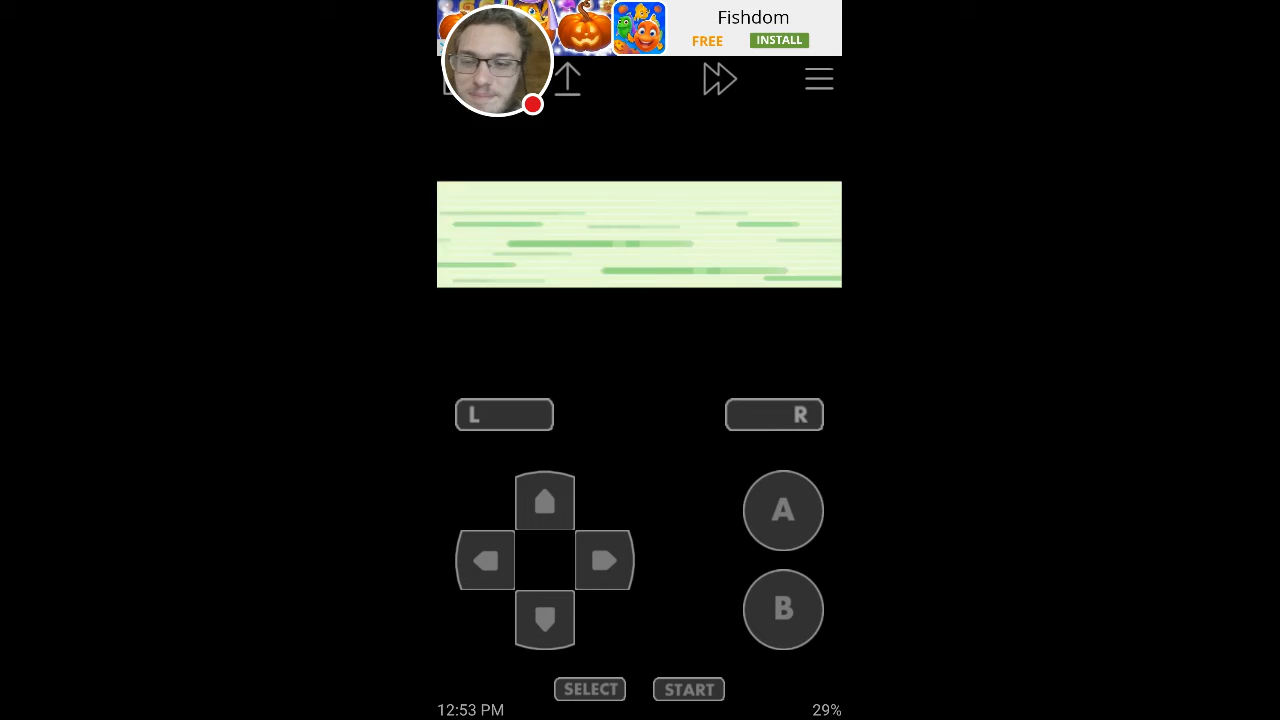 Fishdom
FREE
INSTALL
L
R
A
B
SELECT
START
12:53 PM
29%